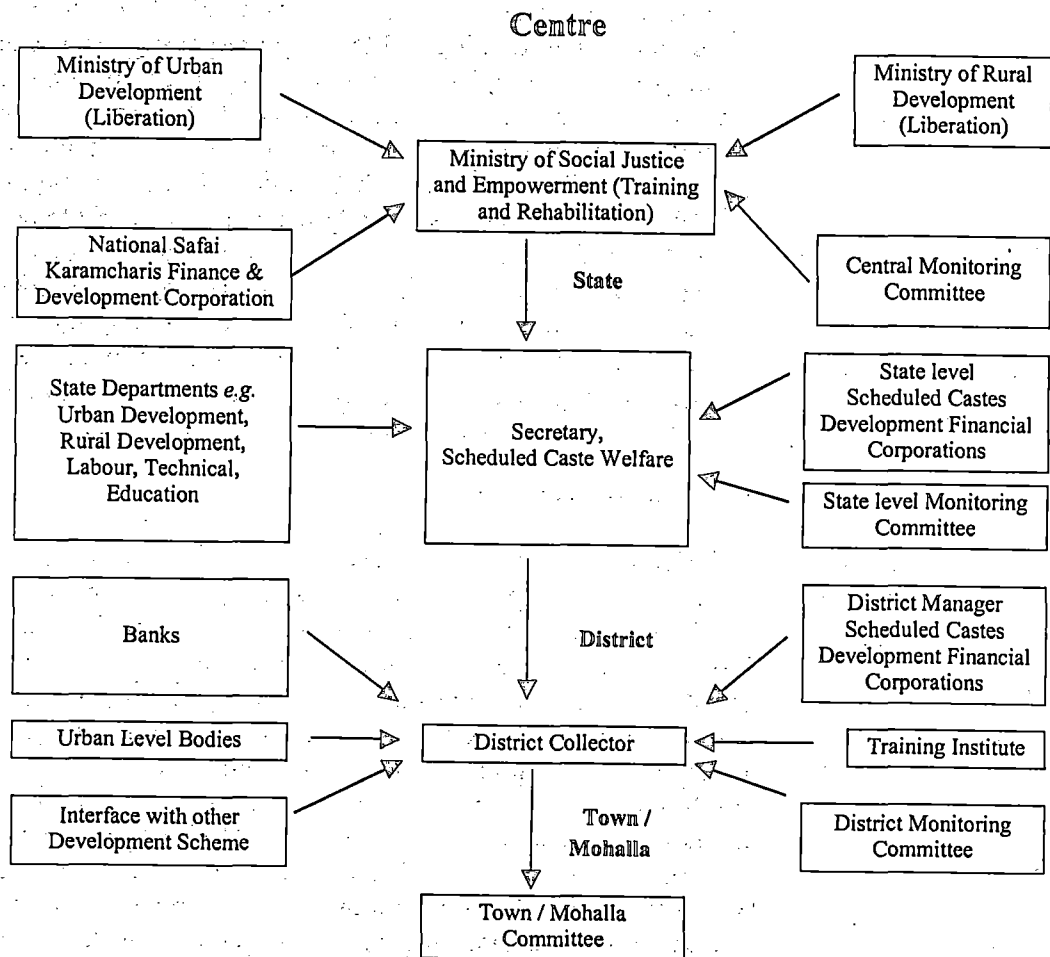 Centre
Ministry of Urban
Development
(Liberation)
Ministry of Rural
Development
(Liberation)
Ministry of Social Justice
and Empowerment (Training
and Rehabilitation)
National Safai
Karamcharis Finance &
Development Corporation
Central Monitoring
Committee
State
State Departments e.g.
Urban Development,
Rural Development,
Labour, Technical,
Education
Secretary,
Scheduled Caste Welfare
State level
Scheduled Castes
Development Financial
Corporations
State level Monitoring
Committee
Banks
District
District Manager
Scheduled Castes
Development Financial
Corporations
Urban Level Bodies
District Collector
Training Institute
Interface with other
Development Scheme
Town /
Mohalla
District Monitoring
Committee
Town / Mohalla
Committee